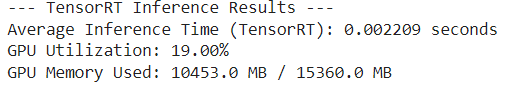 --- TensorRT Inference Results ---
Average Inference Time (TensorRT): 0.002209 seconds
GPU Utilization: 19.00%
GPU Memory Used: 10453.0 MB / 15360.0 MB